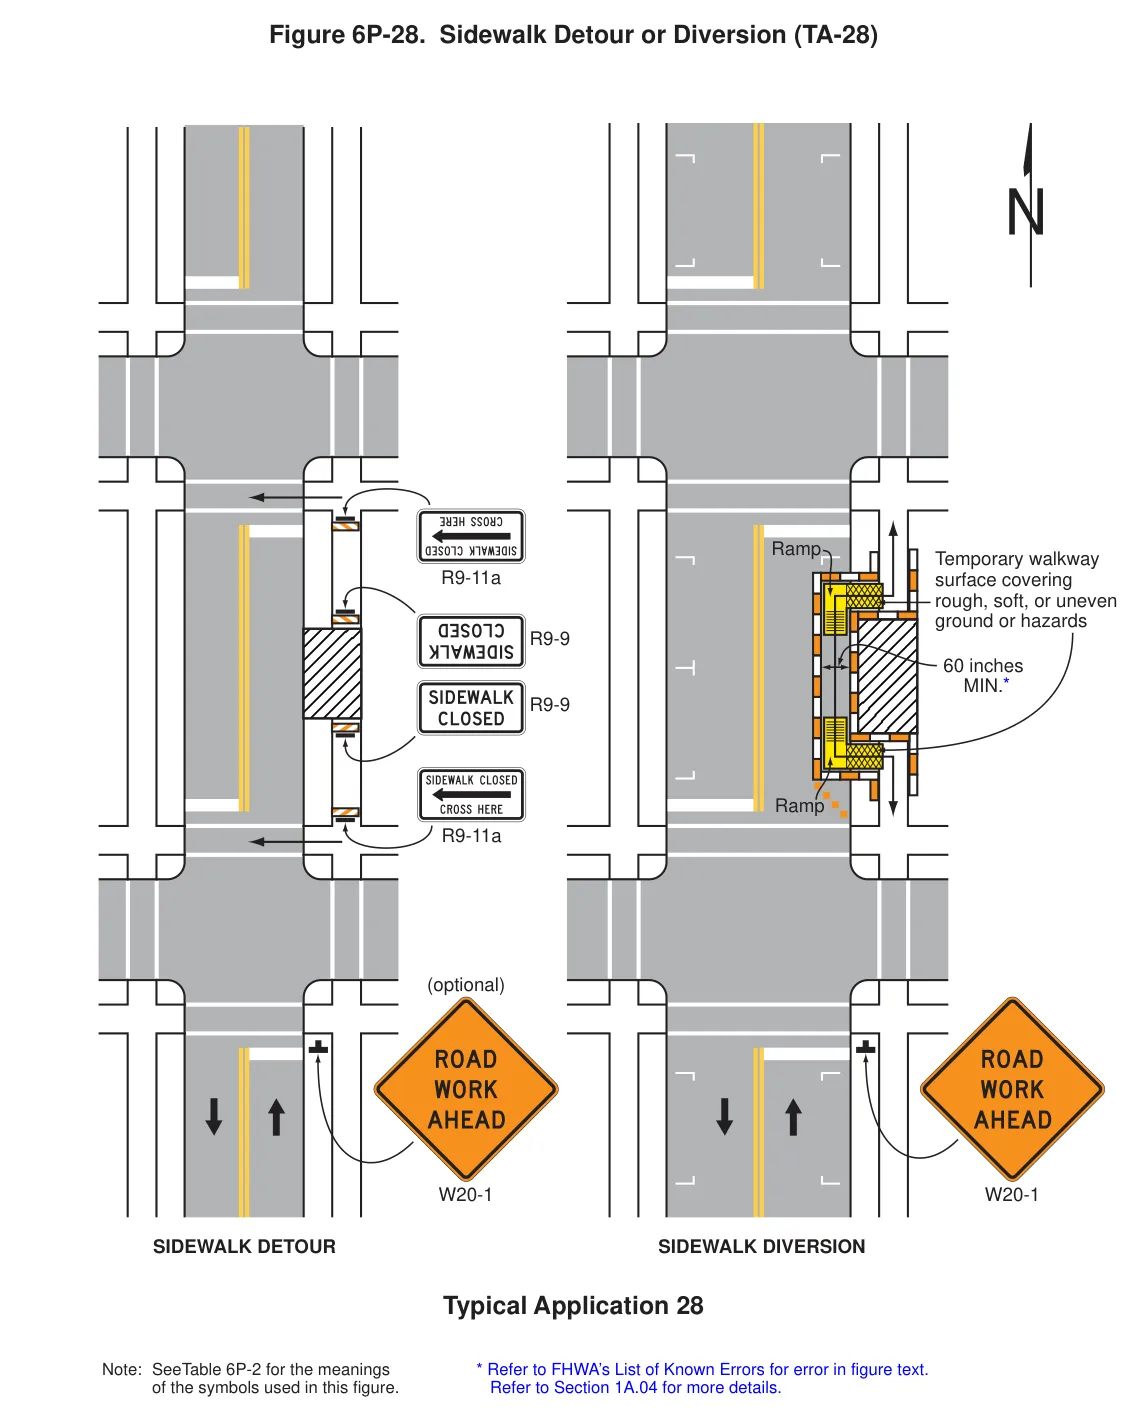 Figure 6P-28. Sidewalk Detour or Diversion (TA-28)
N
CROSS HERE
SIDEWALK CLOSED
R9-11a
SIDEWALK
CLOSED
R9-9
SIDEWALK
CLOSED
R9-9
SIDEWALK CLOSED
CROSS HERE
R9-11a
Ramp
Temporary walkway
surface covering
rough, soft, or uneven
ground or hazards
60 inches
MIN.*
Ramp
(optional)
ROAD
WORK
AHEAD
W20-1
ROAD
WORK
AHEAD
W20-1
SIDEWALK DETOUR
SIDEWALK DIVERSION
Typical Application 28
Note: SeeTable 6P-2 for the meanings
of the symbols used in this figure.
* Refer to FHWA's List of Known Errors for error in figure text.
Refer to Section 1A.04 for more details.